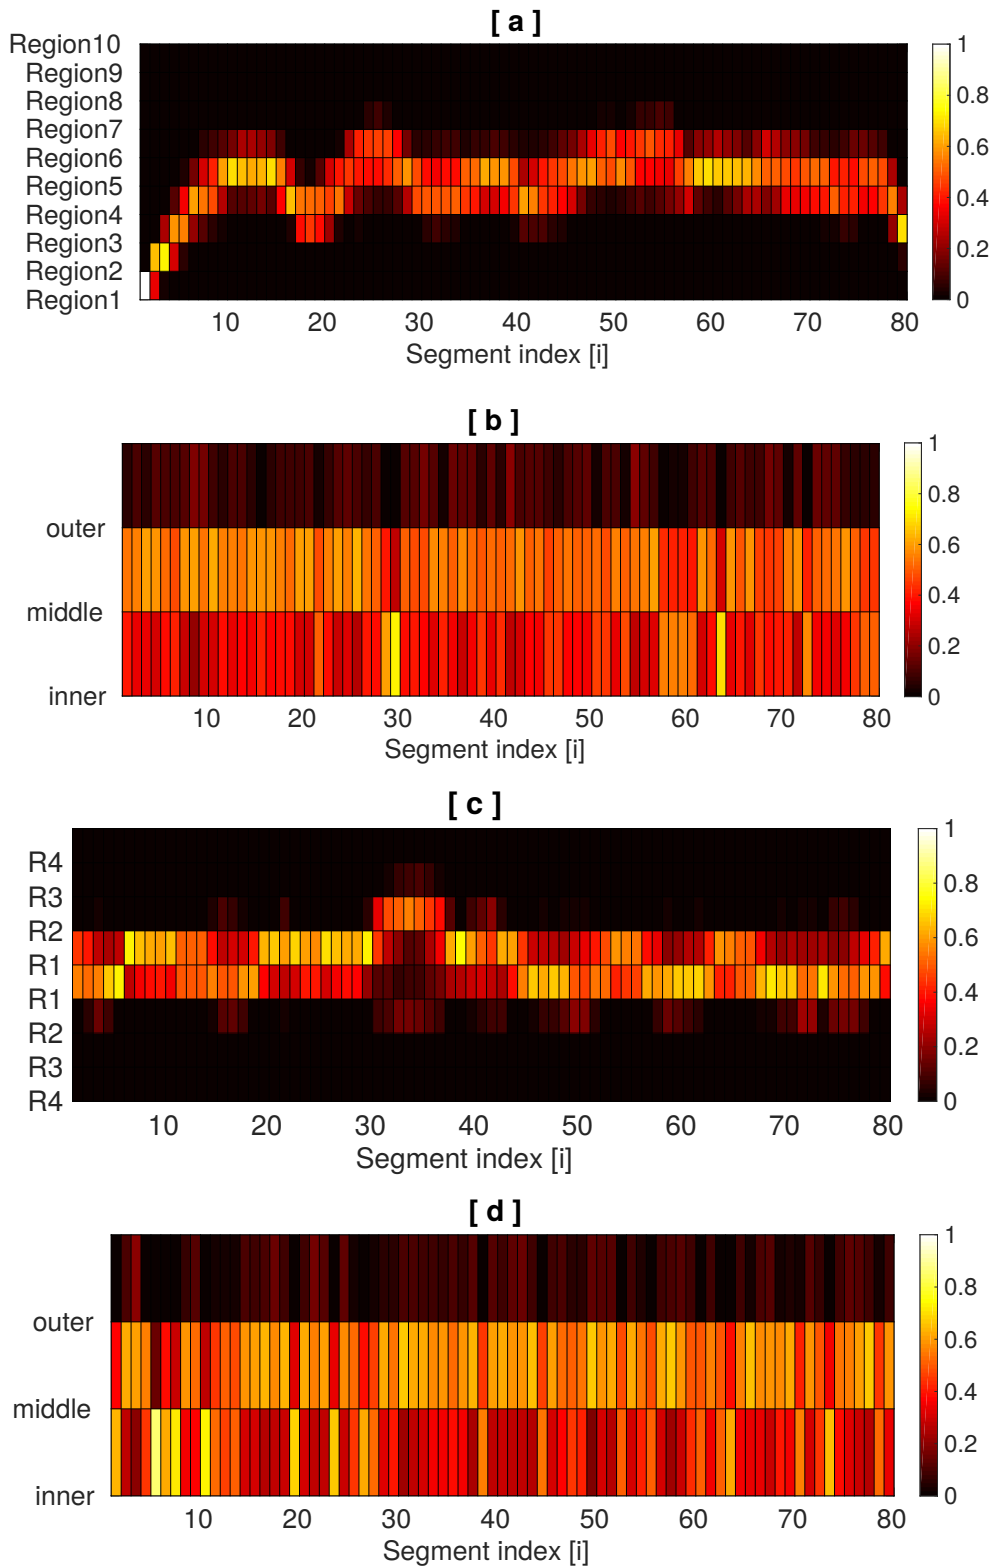 [ a ]
Region10
Region9
Region8
Region7
Region6
Region5
Region4
Region3
Region2
Region1
10 20 30 40 50 60 70 80
Segment index [i]
1
0.8
0.6
0.4
0.2
0
[ b ]
outer
middle
inner
10 20 30 40 50 60 70 80
Segment index [i]
1
0.8
0.6
0.4
0.2
0
[ c ]
R4
R3
R2
R1
R1
R2
R3
R4
10 20 30 40 50 60 70 80
Segment index [i]
1
0.8
0.6
0.4
0.2
0
[ d ]
outer
middle
inner
10 20 30 40 50 60 70 80
Segment index [i]
1
0.8
0.6
0.4
0.2
0